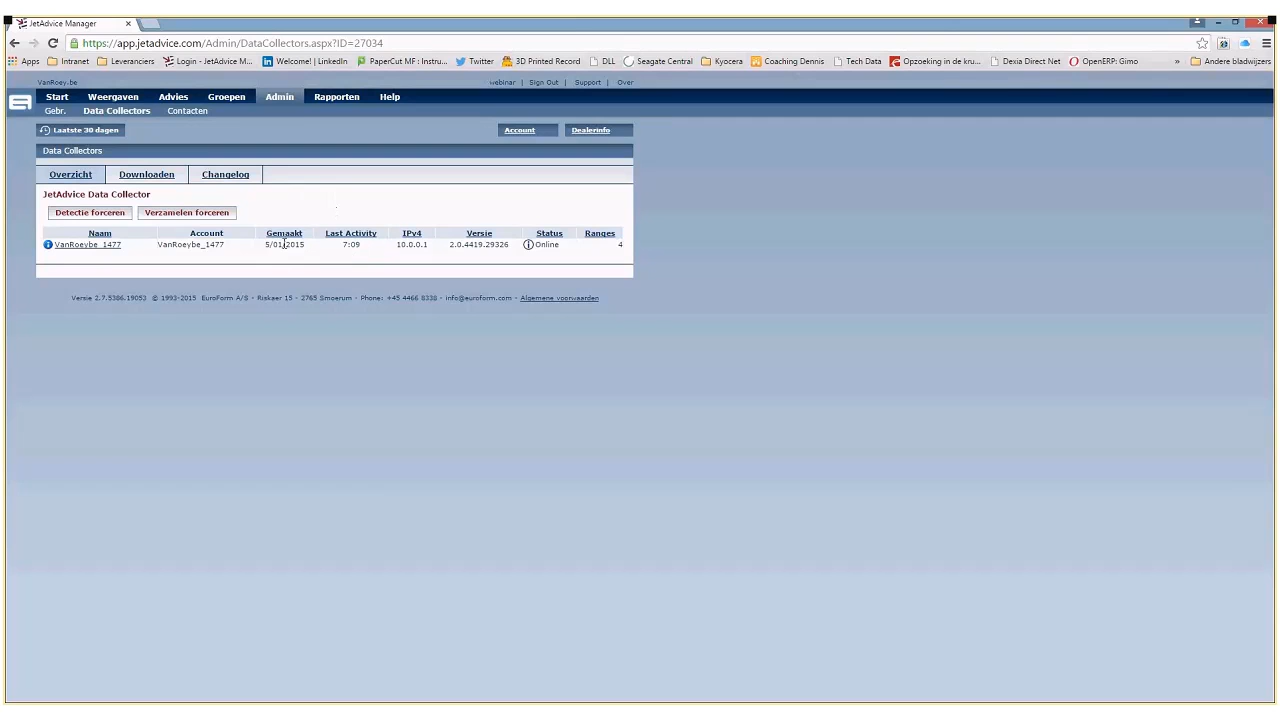 JetAdvice Manager
https://app.jetadvice.com/Admin/DataCollectors.aspx?ID=27034
Apps Intranet Leveranciers Login - JetAdvice M... Welcome! | LinkedIn PaperCut MF : Instru... Twitter 3D Printed Record DLL Seagate Central Kyocera Coaching Dennis Tech Data Opzoeking in de kru... Dexia Direct Net OpenERP: Gimo » Andere bladwijzers
VanRoey.be webinar | Sign Out | Support | Over
Start Weergaven Advies Groepen Admin Rapporten Help
Gebr. Data Collectors Contacten
Laatste 30 dagen Account Dealerinfo
Data Collectors
Overzicht Downloaden Changelog
JetAdvice Data Collector
Detectie forceren Verzamelen forceren
Naam Account Gemaakt Last Activity IPv4 Versie Status Ranges
VanRoeybe_1477 VanRoeybe_1477 5/01/2015 7:09 10.0.0.1 2.0.4419.29326 Online 4
Versie 2.7.5386.19053 © 1993-2015 EuroForm A/S - Riskaer 15 - 2765 Smoerum - Phone: +45 4466 8338 - info@euroform.com - Algemene voorwaarden